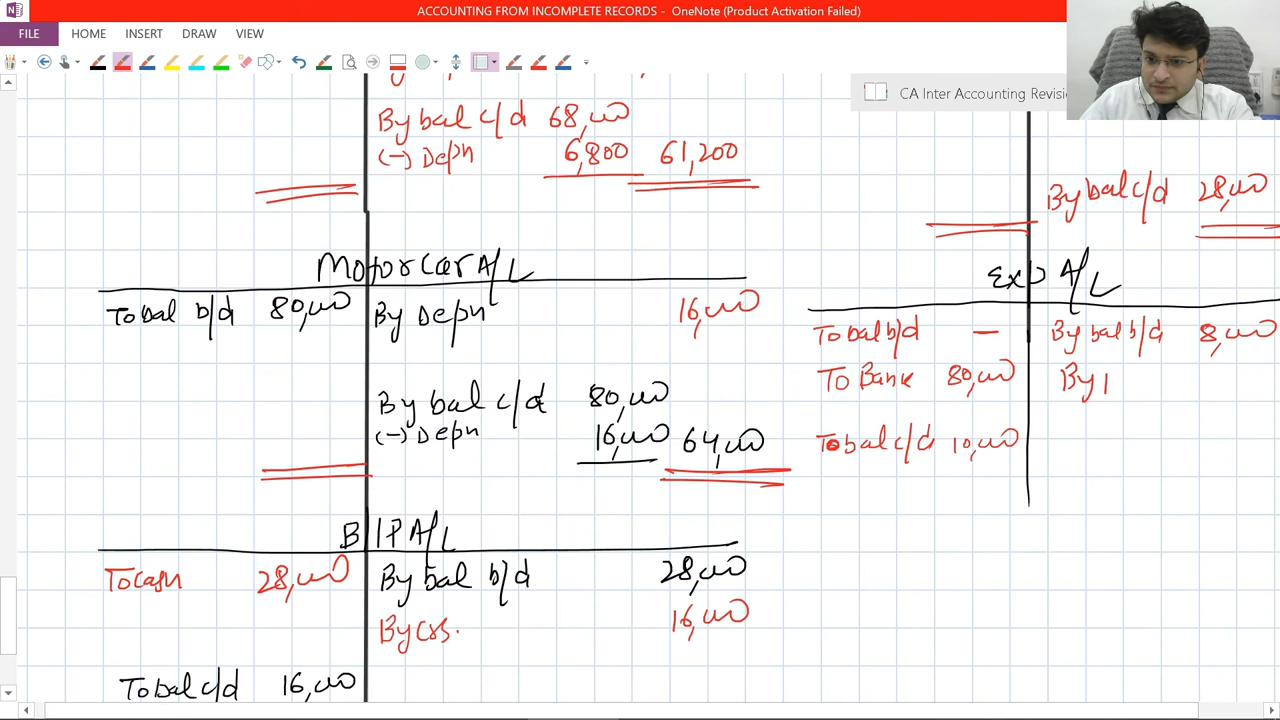 ACCOUNTING FROM INCOMPLETE RECORDS - OneNote (Product Activation Failed)
FILE HOME INSERT DRAW VIEW
CA Inter Accounting Revisi
By bal c/d 68,000
(-) Depn 6,800 61,200
By bal c/d 28,000
Motor Car A/c
To bal b/d 80,000 By Depn 16,000
By bal c/d 80,000
(-) Depn 16,000 64,000
Exp A/c
To bal b/d — By bal b/d 8,000
To Bank 80,000 By
To bal c/d 10,000
B/P A/c
To cash 28,000 By bal b/d 28,000
By Crs. 16,000
To bal c/d 16,000